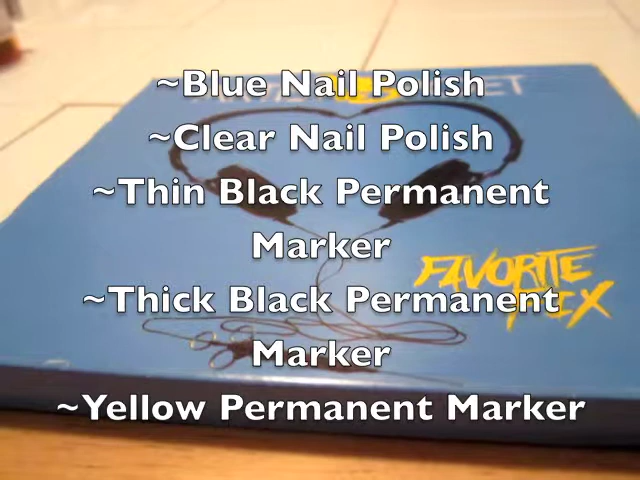 ~Blue Nail Polish
~Clear Nail Polish
~Thin Black Permanent
Marker
FAVORITE
~Thick Black Permanent
Marker
~Yellow Permanent Marker